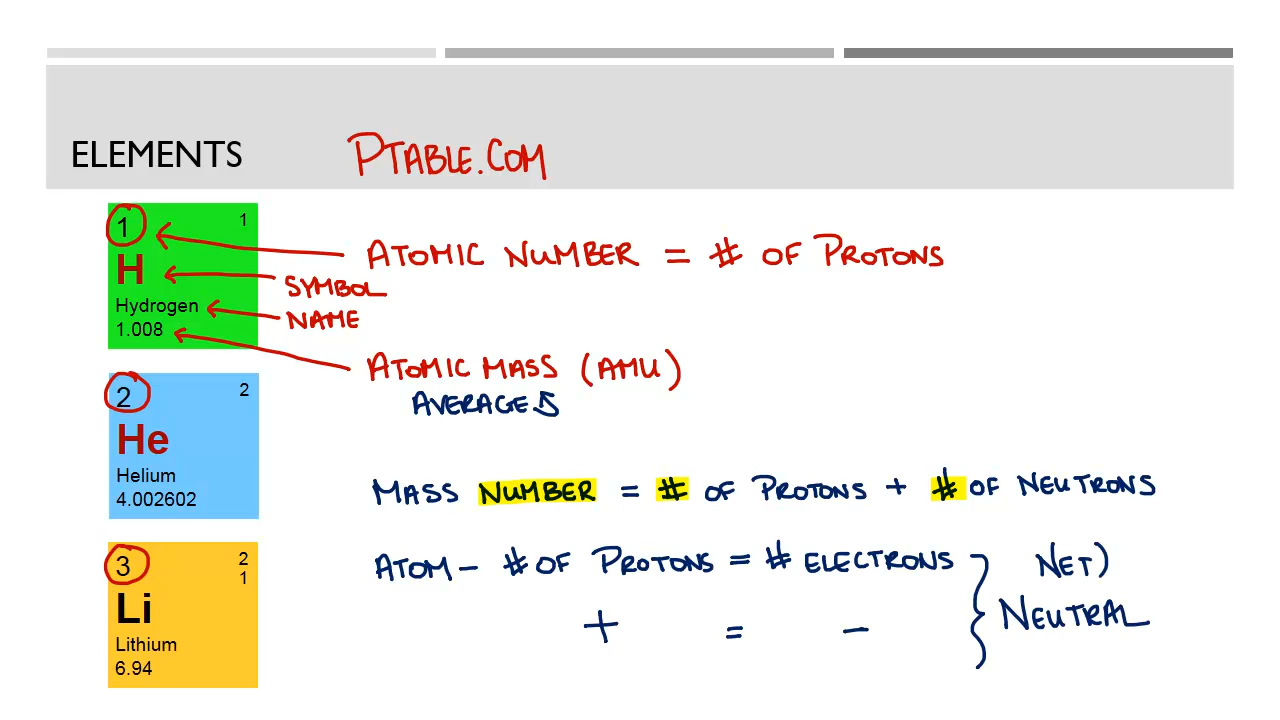 ELEMENTS PTABLE.COM
1 1
H
Hydrogen
1.008
ATOMIC NUMBER = # OF PROTONS
SYMBOL
NAME
ATOMIC MASS (AMU)
AVERAGE
2 2
He
Helium
4.002602
MASS NUMBER = # OF PROTONS + # OF NEUTRONS
3 2
1
Li
Lithium
6.94
ATOM - # OF PROTONS = # ELECTRONS } NET)
+ = - NEUTRAL